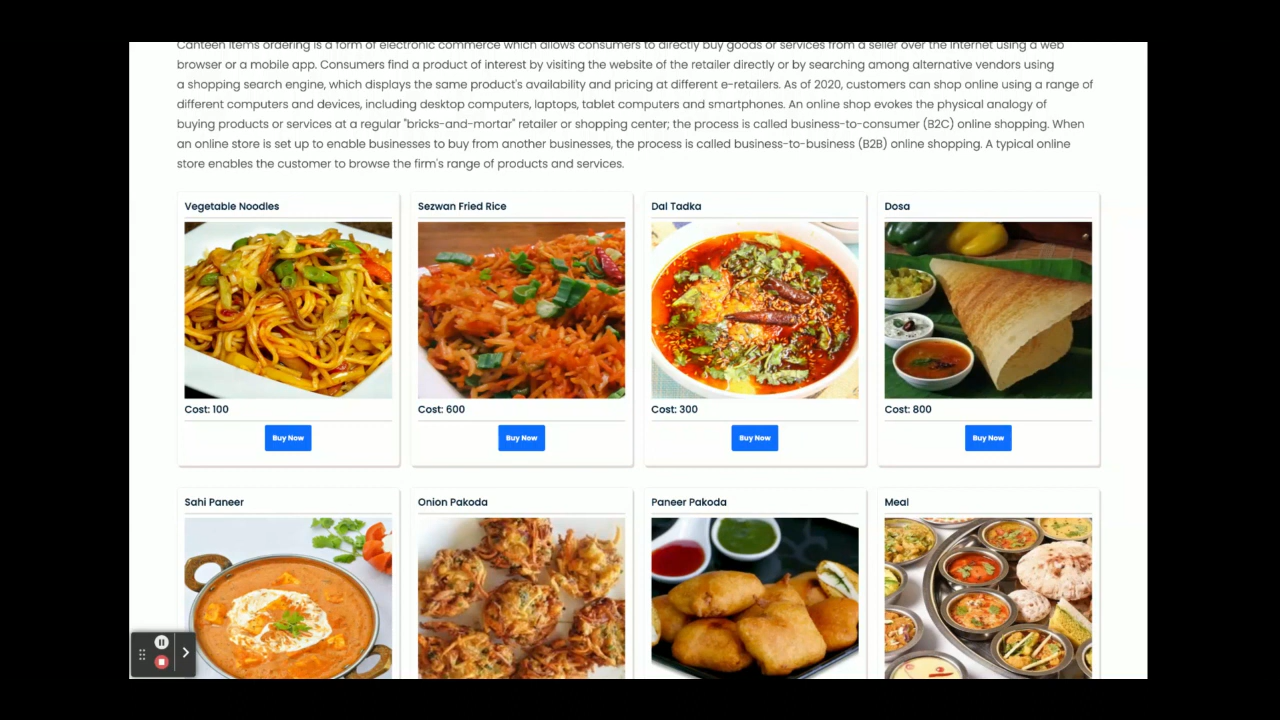 Canteen Items ordering is a form of electronic commerce which allows consumers to directly buy goods or services from a seller over the Internet using a web
browser or a mobile app. Consumers find a product of interest by visiting the website of the retailer directly or by searching among alternative vendors using
a shopping search engine, which displays the same product's availability and pricing at different e-retailers. As of 2020, customers can shop online using a range of
different computers and devices, including desktop computers, laptops, tablet computers and smartphones. An online shop evokes the physical analogy of
buying products or services at a regular "bricks-and-mortar" retailer or shopping center; the process is called business-to-consumer (B2C) online shopping. When
an online store is set up to enable businesses to buy from another businesses, the process is called business-to-business (B2B) online shopping. A typical online
store enables the customer to browse the firm's range of products and services.
Vegetable Noodles
Sezwan Fried Rice
Dal Tadka
Dosa
Cost: 100
Cost: 600
Cost: 300
Cost: 800
Buy Now
Buy Now
Buy Now
Buy Now
Sahi Paneer
Onion Pakoda
Paneer Pakoda
Meal